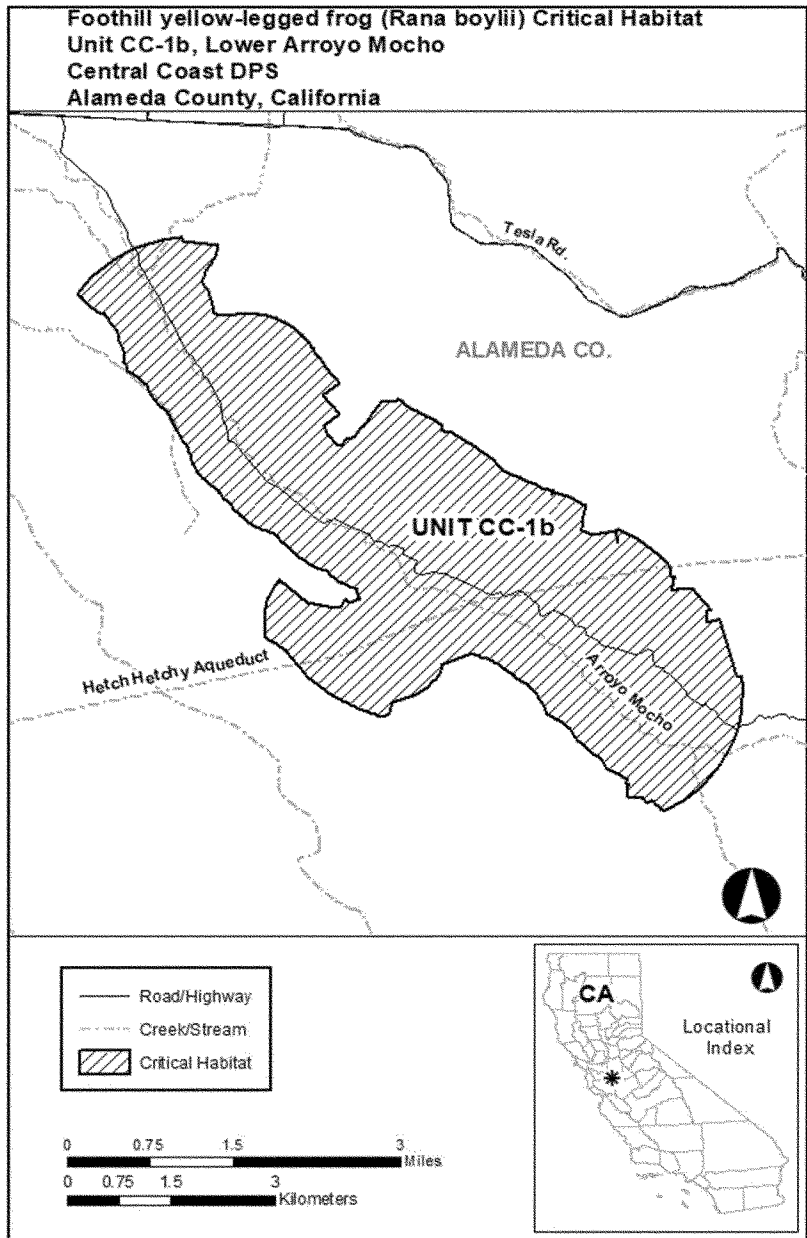 Foothill yellow-legged frog (Rana boylii) Critical Habitat
Unit CC-1b, Lower Arroyo Mocho
Central Coast DPS
Alameda County, California
Tesla Rd.
ALAMEDA CO.
UNIT CC-1b
Hetch Hetchy Aqueduct
Arroyo Mocho
Road/Highway
Creek/Stream
Critical Habitat
CA
Locational
Index
0 0.75 1.5 3
Miles
0 0.75 1.5 3
Kilometers